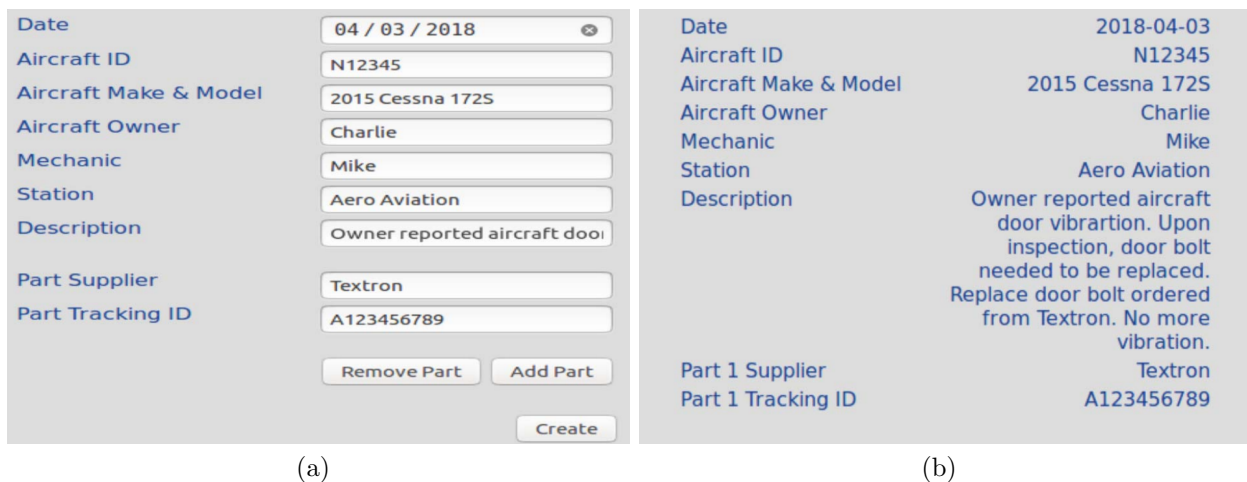 Date 04 / 03 / 2018
Aircraft ID N12345
Aircraft Make & Model 2015 Cessna 172S
Aircraft Owner Charlie
Mechanic Mike
Station Aero Aviation
Description Owner reported aircraft door
Part Supplier Textron
Part Tracking ID A123456789
Remove Part Add Part
Create
(a)
Date 2018-04-03
Aircraft ID N12345
Aircraft Make & Model 2015 Cessna 172S
Aircraft Owner Charlie
Mechanic Mike
Station Aero Aviation
Description Owner reported aircraft
door vibrartion. Upon
inspection, door bolt
needed to be replaced.
Replace door bolt ordered
from Textron. No more
vibration.
Part 1 Supplier Textron
Part 1 Tracking ID A123456789
(b)